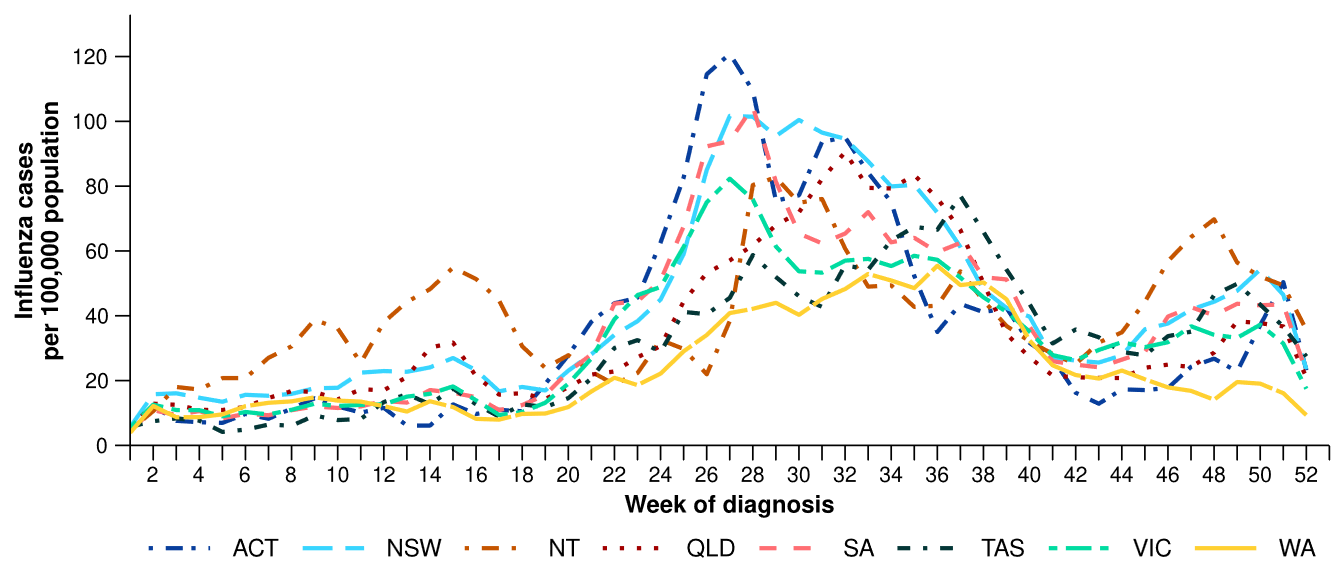 Influenza cases
per 100,000 population
120
100
80
60
40
20
0
2 4 6 8 10 12 14 16 18 20 22 24 26 28 30 32 34 36 38 40 42 44 46 48 50 52
Week of diagnosis
ACT NSW NT QLD SA TAS VIC WA